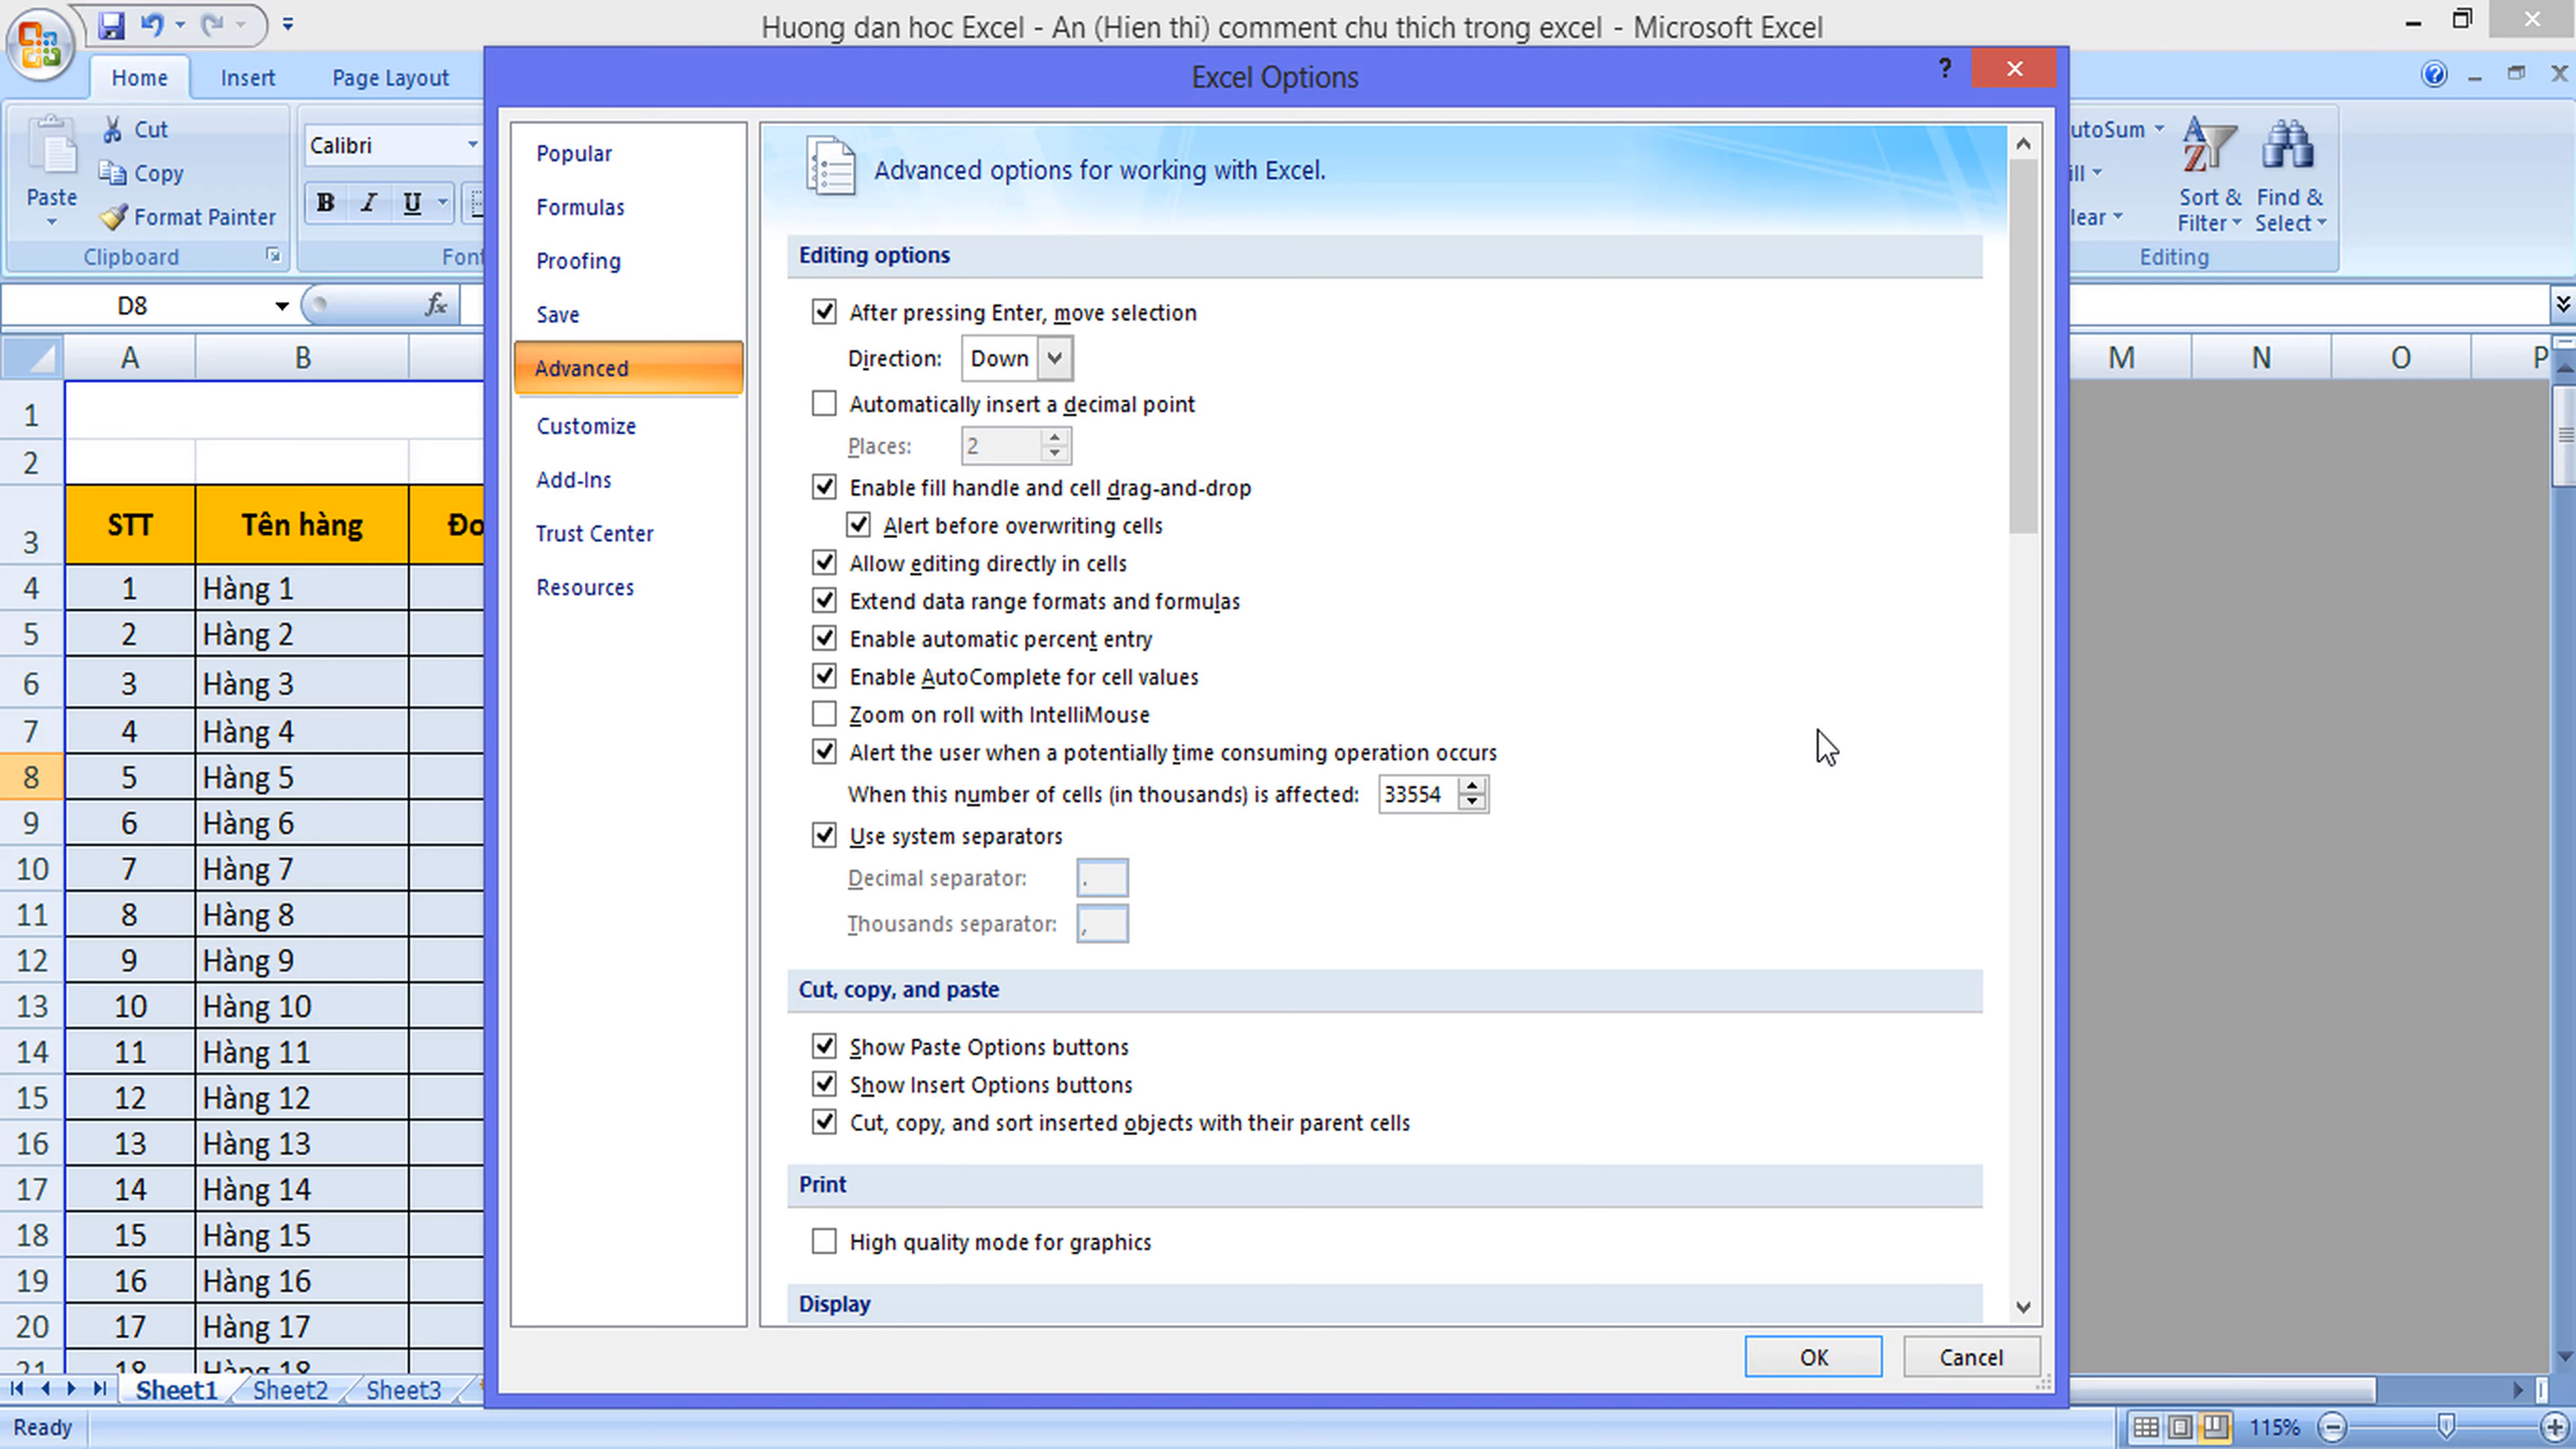 Huong dan hoc Excel - An (Hien thi) comment chu thich trong excel - Microsoft Excel
Home Insert Page Layout
Excel Options
?
Cut
Copy
Format Painter
Paste
Clipboard
Calibri
B I U
Font
utoSum
ill
lear
Sort & Filter
Find & Select
Editing
D8
fx
A B M N O P
1
2
3 STT Tên hàng Đơ
4 1 Hàng 1
5 2 Hàng 2
6 3 Hàng 3
7 4 Hàng 4
8 5 Hàng 5
9 6 Hàng 6
10 7 Hàng 7
11 8 Hàng 8
12 9 Hàng 9
13 10 Hàng 10
14 11 Hàng 11
15 12 Hàng 12
16 13 Hàng 13
17 14 Hàng 14
18 15 Hàng 15
19 16 Hàng 16
20 17 Hàng 17
21 18 Hàng 18
Popular
Formulas
Proofing
Save
Advanced
Customize
Add-Ins
Trust Center
Resources
Advanced options for working with Excel.
Editing options
After pressing Enter, move selection
Direction: Down
Automatically insert a decimal point
Places: 2
Enable fill handle and cell drag-and-drop
Alert before overwriting cells
Allow editing directly in cells
Extend data range formats and formulas
Enable automatic percent entry
Enable AutoComplete for cell values
Zoom on roll with IntelliMouse
Alert the user when a potentially time consuming operation occurs
When this number of cells (in thousands) is affected: 33554
Use system separators
Decimal separator: .
Thousands separator: ,
Cut, copy, and paste
Show Paste Options buttons
Show Insert Options buttons
Cut, copy, and sort inserted objects with their parent cells
Print
High quality mode for graphics
Display
OK Cancel
Sheet1 Sheet2 Sheet3
Ready
115%